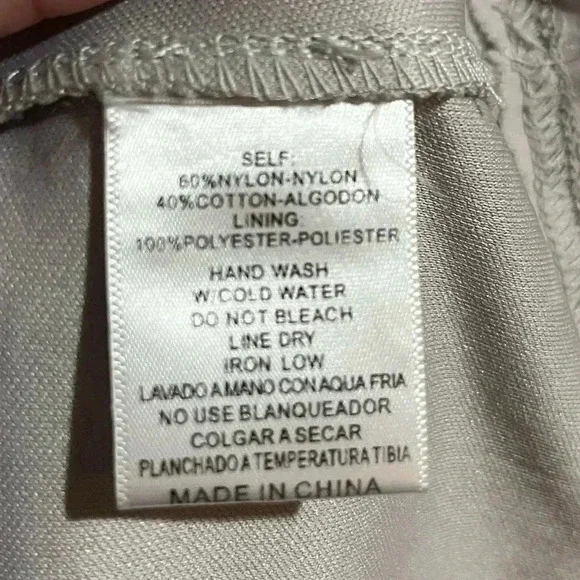 SELF:
60%NYLON-NYLON
40%COTTON-ALGODON
LINING:
100%POLYESTER-POLIESTER
HAND WASH
W/COLD WATER
DO NOT BLEACH
LINE DRY
IRON LOW
LAVADO A MANO CON AQUA FRIA
NO USE BLANQUEADOR
COLGAR A SECAR
PLANCHADO A TEMPERATURA TIBIA
MADE IN CHINA